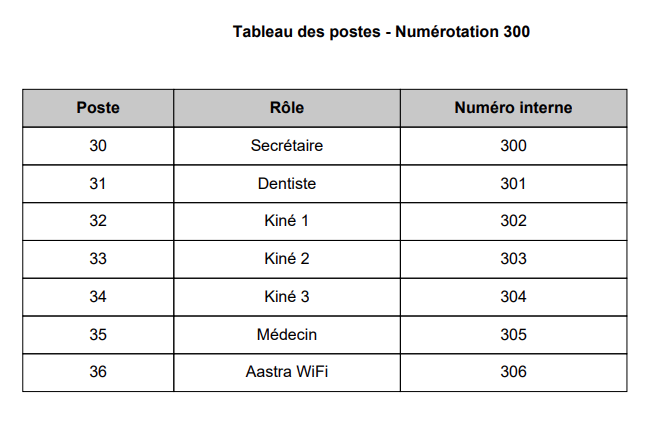 Tableau des postes - Numérotation 300
Poste Rôle Numéro interne
30 Secrétaire 300
31 Dentiste 301
32 Kiné 1 302
33 Kiné 2 303
34 Kiné 3 304
35 Médecin 305
36 Aastra WiFi 306